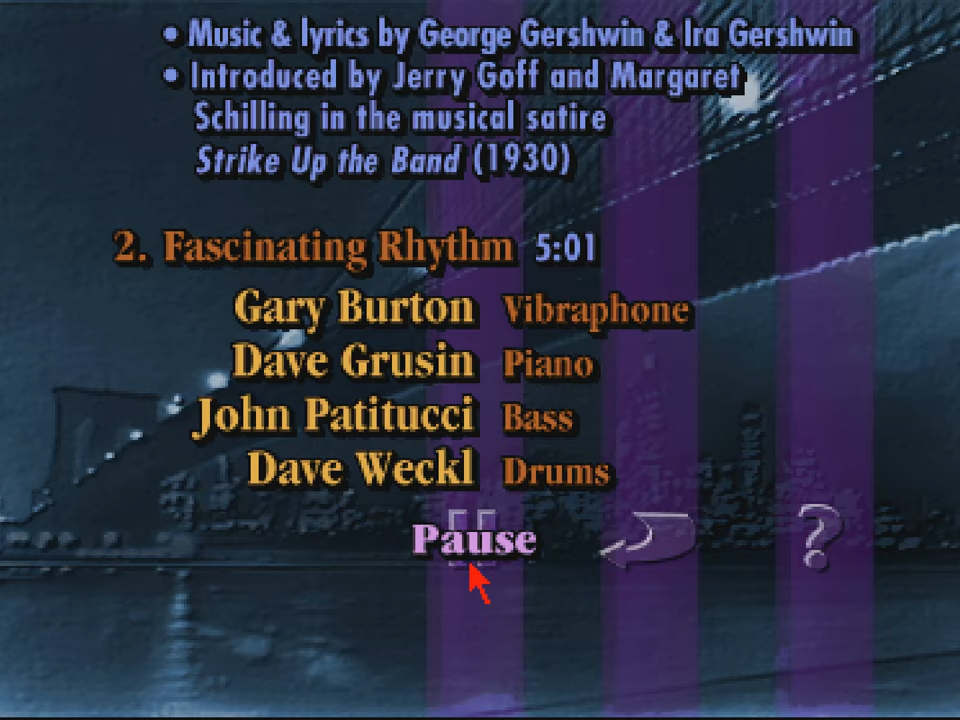 • Music & lyrics by George Gershwin & Ira Gershwin
• Introduced by Jerry Goff and Margaret
Schilling in the musical satire
Strike Up the Band (1930)
2. Fascinating Rhythm 5:01
Gary Burton Vibraphone
Dave Grusin Piano
John Patitucci Bass
Dave Weckl Drums
Pause ?